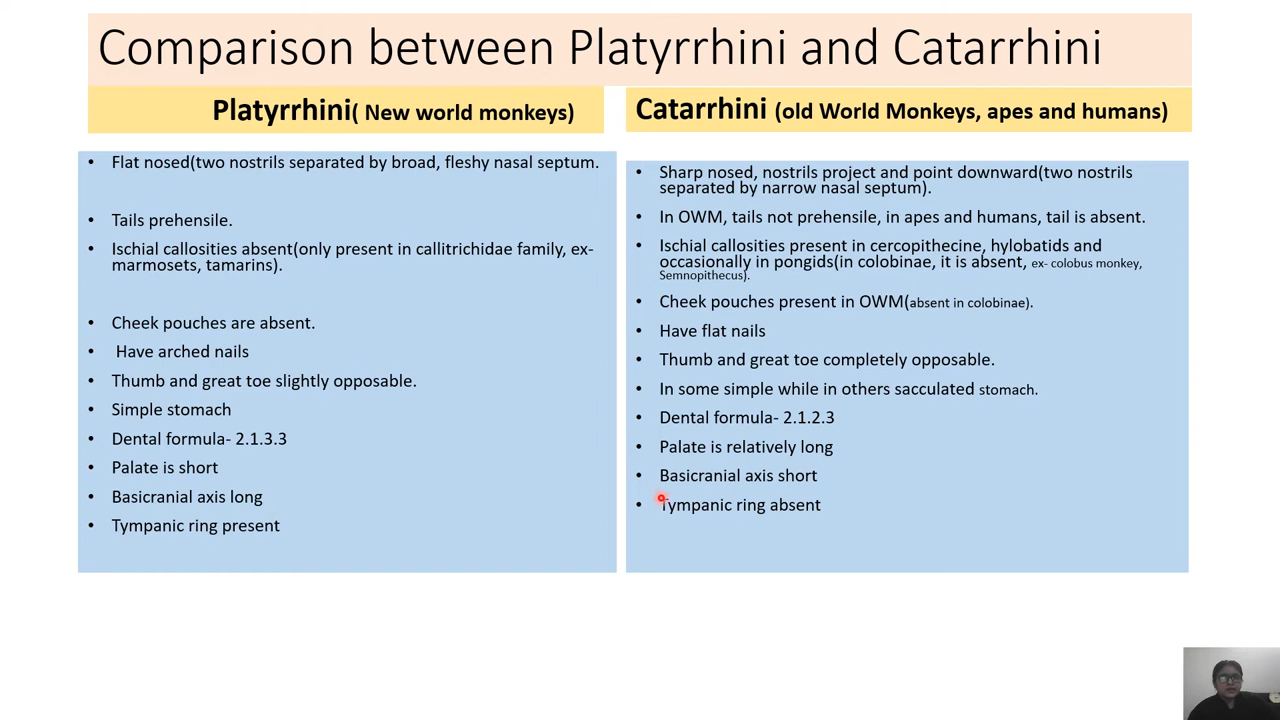 Comparison between Platyrrhini and Catarrhini
Platyrrhini( New world monkeys)
• Flat nosed(two nostrils separated by broad, fleshy nasal septum.
• Tails prehensile.
• Ischial callosities absent(only present in callitrichidae family, ex-
marmosets, tamarins).
• Cheek pouches are absent.
• Have arched nails
• Thumb and great toe slightly opposable.
• Simple stomach
• Dental formula- 2.1.3.3
• Palate is short
• Basicranial axis long
• Tympanic ring present
Catarrhini (old World Monkeys, apes and humans)
• Sharp nosed, nostrils project and point downward(two nostrils
separated by narrow nasal septum).
• In OWM, tails not prehensile, in apes and humans, tail is absent.
• Ischial callosities present in cercopithecine, hylobatids and
occasionally in pongids(in colobinae, it is absent, ex- colobus monkey,
Semnopithecus).
• Cheek pouches present in OWM(absent in colobinae).
• Have flat nails
• Thumb and great toe completely opposable.
• In some simple while in others sacculated stomach.
• Dental formula- 2.1.2.3
• Palate is relatively long
• Basicranial axis short
• Tympanic ring absent